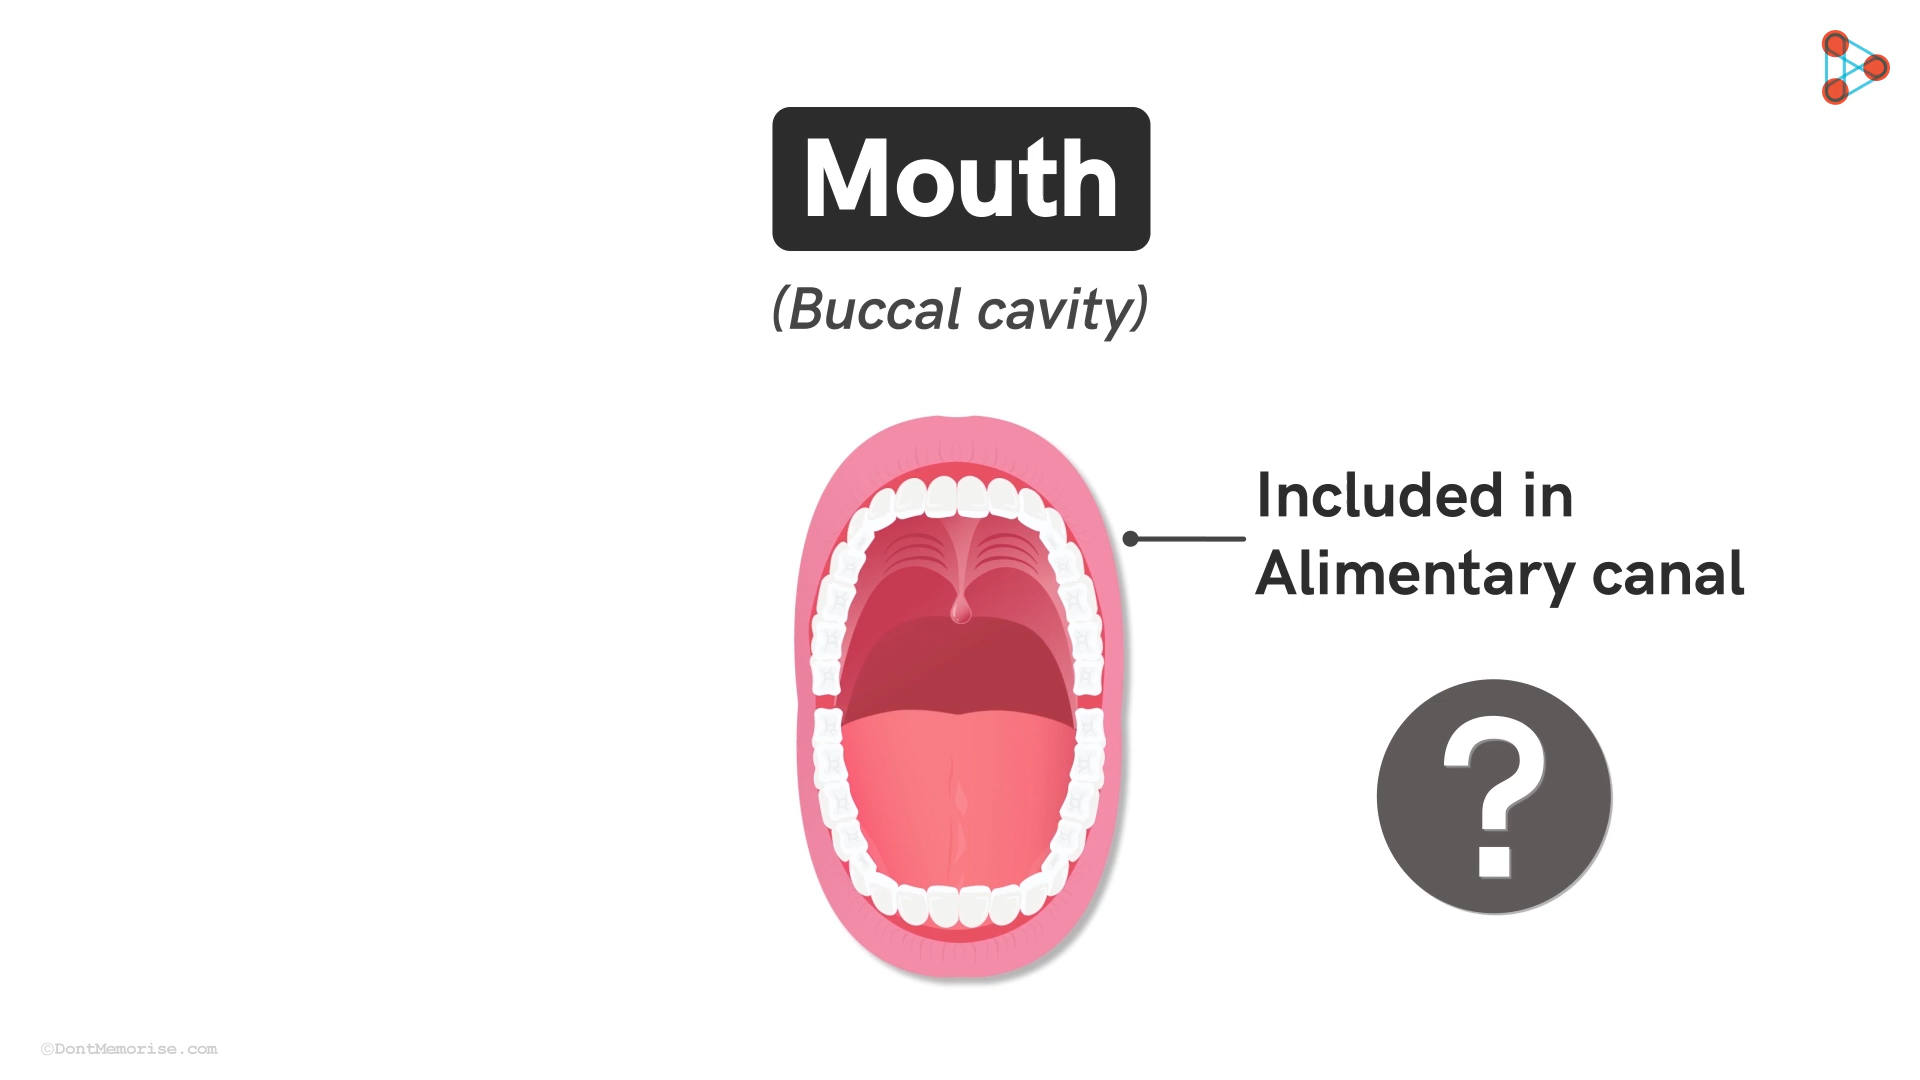 Mouth
(Buccal cavity)
Included in
Alimentary canal
?
©DontMemorise.com